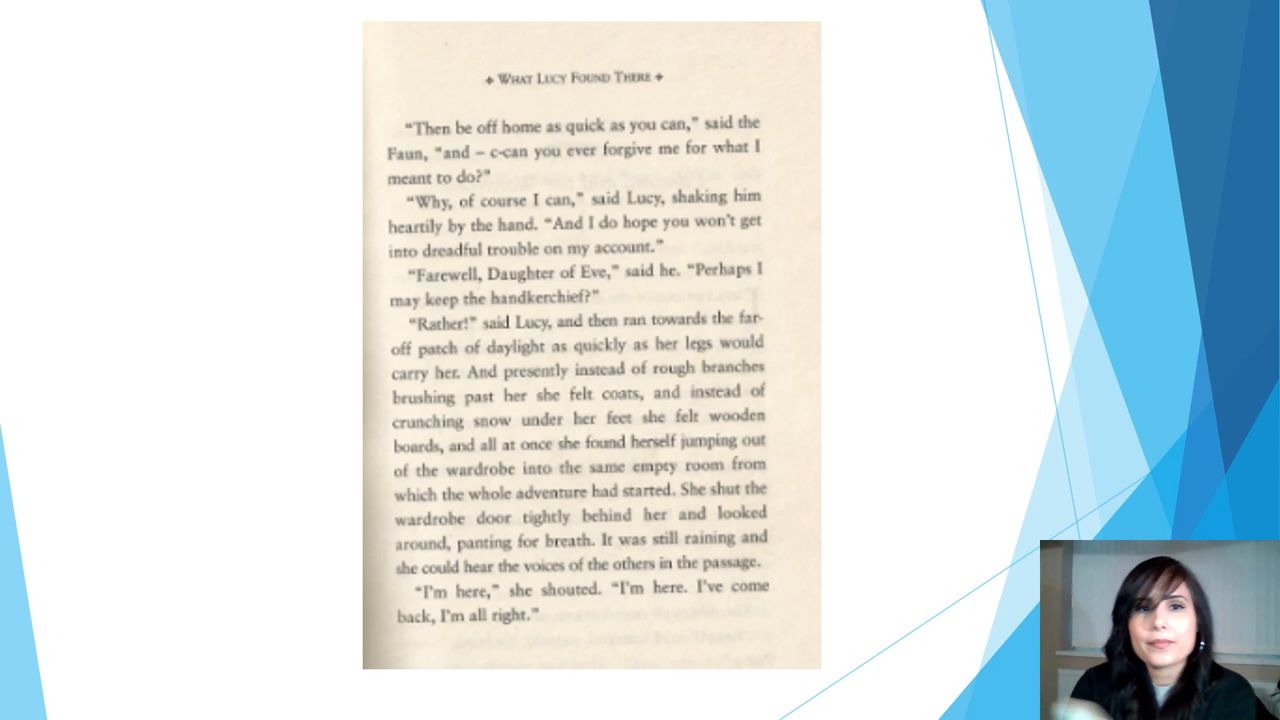 ✦ What Lucy Found There ✦
“Then be off home as quick as you can,” said the
Faun, “and – c-can you ever forgive me for what I
meant to do?”
“Why, of course I can,” said Lucy, shaking him
heartily by the hand. “And I do hope you won’t get
into dreadful trouble on my account.”
“Farewell, Daughter of Eve,” said he. “Perhaps I
may keep the handkerchief?”
“Rather!” said Lucy, and then ran towards the far-
off patch of daylight as quickly as her legs would
carry her. And presently instead of rough branches
brushing past her she felt coats, and instead of
crunching snow under her feet she felt wooden
boards, and all at once she found herself jumping out
of the wardrobe into the same empty room from
which the whole adventure had started. She shut the
wardrobe door tightly behind her and looked
around, panting for breath. It was still raining and
she could hear the voices of the others in the passage.
“I’m here,” she shouted. “I’m here. I’ve come
back, I’m all right.”